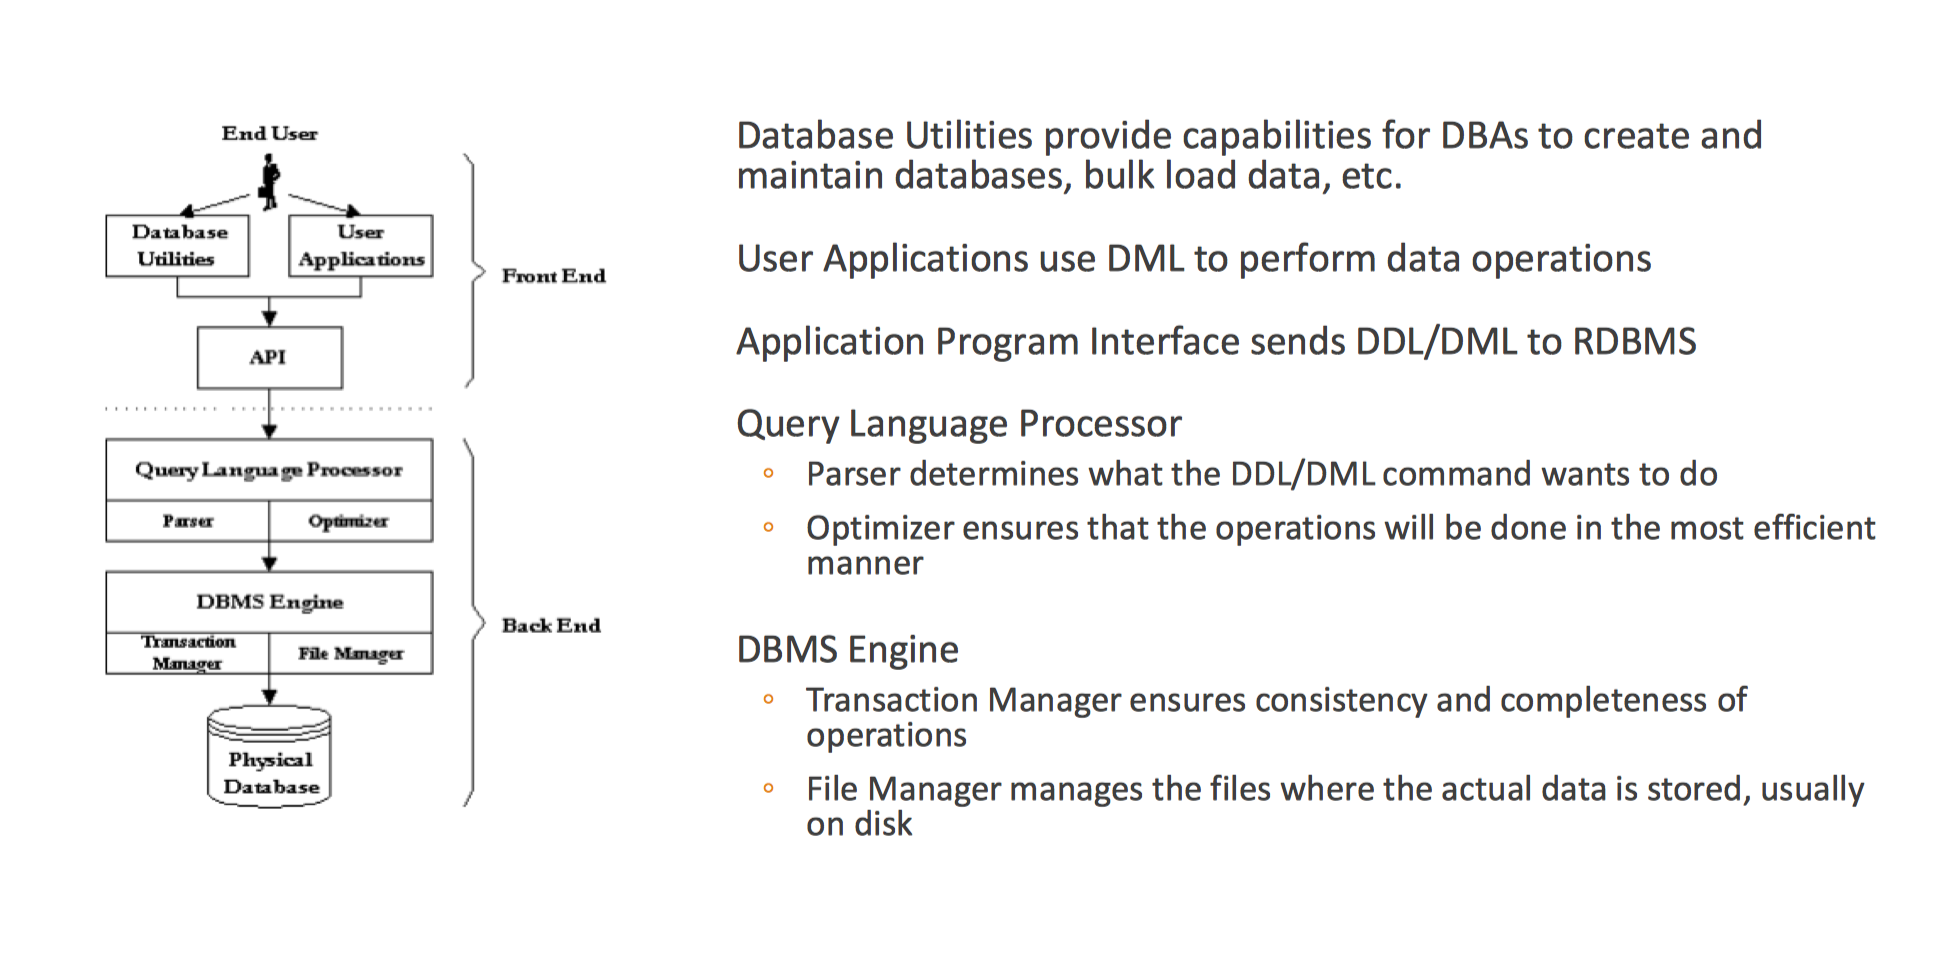 End User
Database
Utilities
User
Applications
Front End
API
Query Language Processor
Parser
Optimizer
DBMS Engine
Transaction
Manager
File Manager
Back End
Physical
Database
Database Utilities provide capabilities for DBAs to create and
maintain databases, bulk load data, etc.
User Applications use DML to perform data operations
Application Program Interface sends DDL/DML to RDBMS
Query Language Processor
◦ Parser determines what the DDL/DML command wants to do
◦ Optimizer ensures that the operations will be done in the most efficient
manner
DBMS Engine
◦ Transaction Manager ensures consistency and completeness of
operations
◦ File Manager manages the files where the actual data is stored, usually
on disk